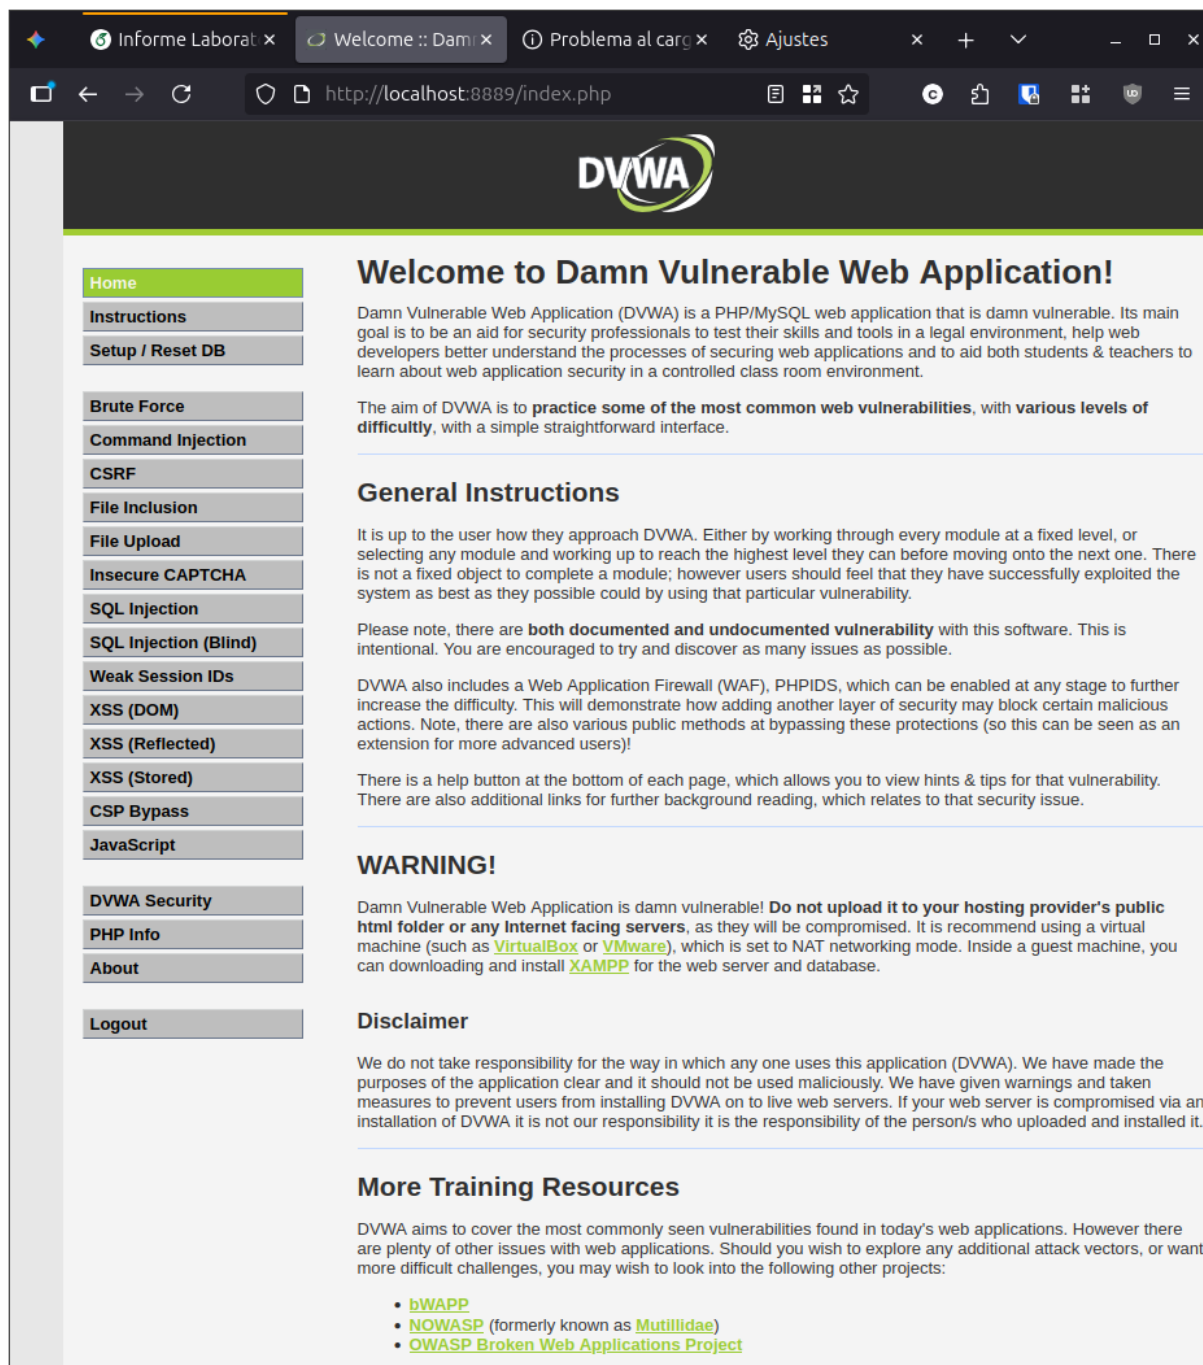 Informe Laborat
Welcome :: Dam
Problema al carg
Ajustes
http://localhost:8889/index.php
DVWA
Home
Instructions
Setup / Reset DB
Brute Force
Command Injection
CSRF
File Inclusion
File Upload
Insecure CAPTCHA
SQL Injection
SQL Injection (Blind)
Weak Session IDs
XSS (DOM)
XSS (Reflected)
XSS (Stored)
CSP Bypass
JavaScript
DVWA Security
PHP Info
About
Logout
Welcome to Damn Vulnerable Web Application!
Damn Vulnerable Web Application (DVWA) is a PHP/MySQL web application that is damn vulnerable. Its main
goal is to be an aid for security professionals to test their skills and tools in a legal environment, help web
developers better understand the processes of securing web applications and to aid both students & teachers to
learn about web application security in a controlled class room environment.
The aim of DVWA is to practice some of the most common web vulnerabilities, with various levels of
difficultly, with a simple straightforward interface.
General Instructions
It is up to the user how they approach DVWA. Either by working through every module at a fixed level, or
selecting any module and working up to reach the highest level they can before moving onto the next one. There
is not a fixed object to complete a module; however users should feel that they have successfully exploited the
system as best as they possible could by using that particular vulnerability.
Please note, there are both documented and undocumented vulnerability with this software. This is
intentional. You are encouraged to try and discover as many issues as possible.
DVWA also includes a Web Application Firewall (WAF), PHPIDS, which can be enabled at any stage to further
increase the difficulty. This will demonstrate how adding another layer of security may block certain malicious
actions. Note, there are also various public methods at bypassing these protections (so this can be seen as an
extension for more advanced users)!
There is a help button at the bottom of each page, which allows you to view hints & tips for that vulnerability.
There are also additional links for further background reading, which relates to that security issue.
WARNING!
Damn Vulnerable Web Application is damn vulnerable! Do not upload it to your hosting provider's public
html folder or any Internet facing servers, as they will be compromised. It is recommend using a virtual
machine (such as VirtualBox or VMware), which is set to NAT networking mode. Inside a guest machine, you
can downloading and install XAMPP for the web server and database.
Disclaimer
We do not take responsibility for the way in which any one uses this application (DVWA). We have made the
purposes of the application clear and it should not be used maliciously. We have given warnings and taken
measures to prevent users from installing DVWA on to live web servers. If your web server is compromised via an
installation of DVWA it is not our responsibility it is the responsibility of the person/s who uploaded and installed it.
More Training Resources
DVWA aims to cover the most commonly seen vulnerabilities found in today's web applications. However there
are plenty of other issues with web applications. Should you wish to explore any additional attack vectors, or want
more difficult challenges, you may wish to look into the following other projects:
• bWAPP
• NOWASP (formerly known as Mutillidae)
• OWASP Broken Web Applications Project